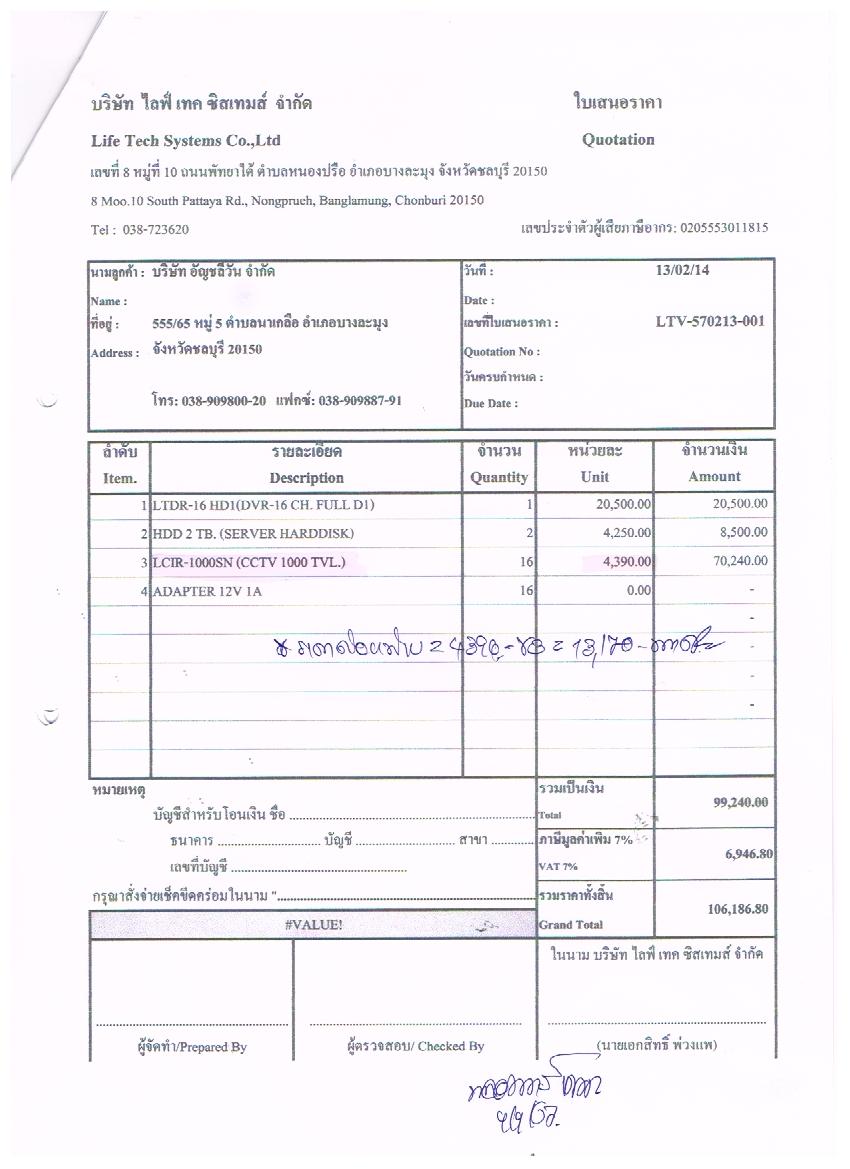 บริษัท ไลฟ์ เทค ซิสเทมส์ จำกัด ใบเสนอราคา
Life Tech Systems Co.,Ltd Quotation
เลขที่ 8 หมู่ที่ 10 ถนนพัทยาใต้ ตำบลหนองปรือ อำเภอบางละมุง จังหวัดชลบุรี 20150
8 Moo.10 South Pattaya Rd., Nongprueh, Banglamung, Chonburi 20150
Tel : 038-723620 เลขประจำตัวผู้เสียภาษีอากร: 0205553011815
นามลูกค้า : บริษัท อัญชลีวัน จำกัด วันที่ : 13/02/14
Name : Date :
ที่อยู่ : 555/65 หมู่ 5 ตำบลนาเกลือ อำเภอบางละมุง เลขที่ใบเสนอราคา : LTV-570213-001
Address : จังหวัดชลบุรี 20150 Quotation No :
วันครบกำหนด :
โทร: 038-909800-20 แฟกซ์: 038-909887-91 Due Date :
ลำดับ รายละเอียด จำนวน หน่วยละ จำนวนเงิน
Item. Description Quantity Unit Amount
1 LTDR-16 HD1(DVR-16 CH. FULL D1) 1 20,500.00 20,500.00
2 HDD 2 TB. (SERVER HARDDISK) 2 4,250.00 8,500.00
3 LCIR-1000SN (CCTV 1000 TVL.) 16 4,390.00 70,240.00
4 ADAPTER 12V 1A 16 0.00 -
-
= 4390.- x3 = 13,170.- -
-
-
หมายเหตุ รวมเป็นเงิน 99,240.00
บัญชีสำหรับโอนเงิน ชื่อ Total
ธนาคาร บัญชี สาขา ภาษีมูลค่าเพิ่ม 7% 6,946.80
เลขที่บัญชี VAT 7%
กรุณาสั่งจ่ายเช็คขีดคร่อมในนาม " รวมราคาทั้งสิ้น 106,186.80
#VALUE! Grand Total
ในนาม บริษัท ไลฟ์ เทค ซิสเทมส์ จำกัด
ผู้จัดทำ/Prepared By ผู้ตรวจสอบ/ Checked By (นายเอกสิทธิ์ พ่วงแพ)